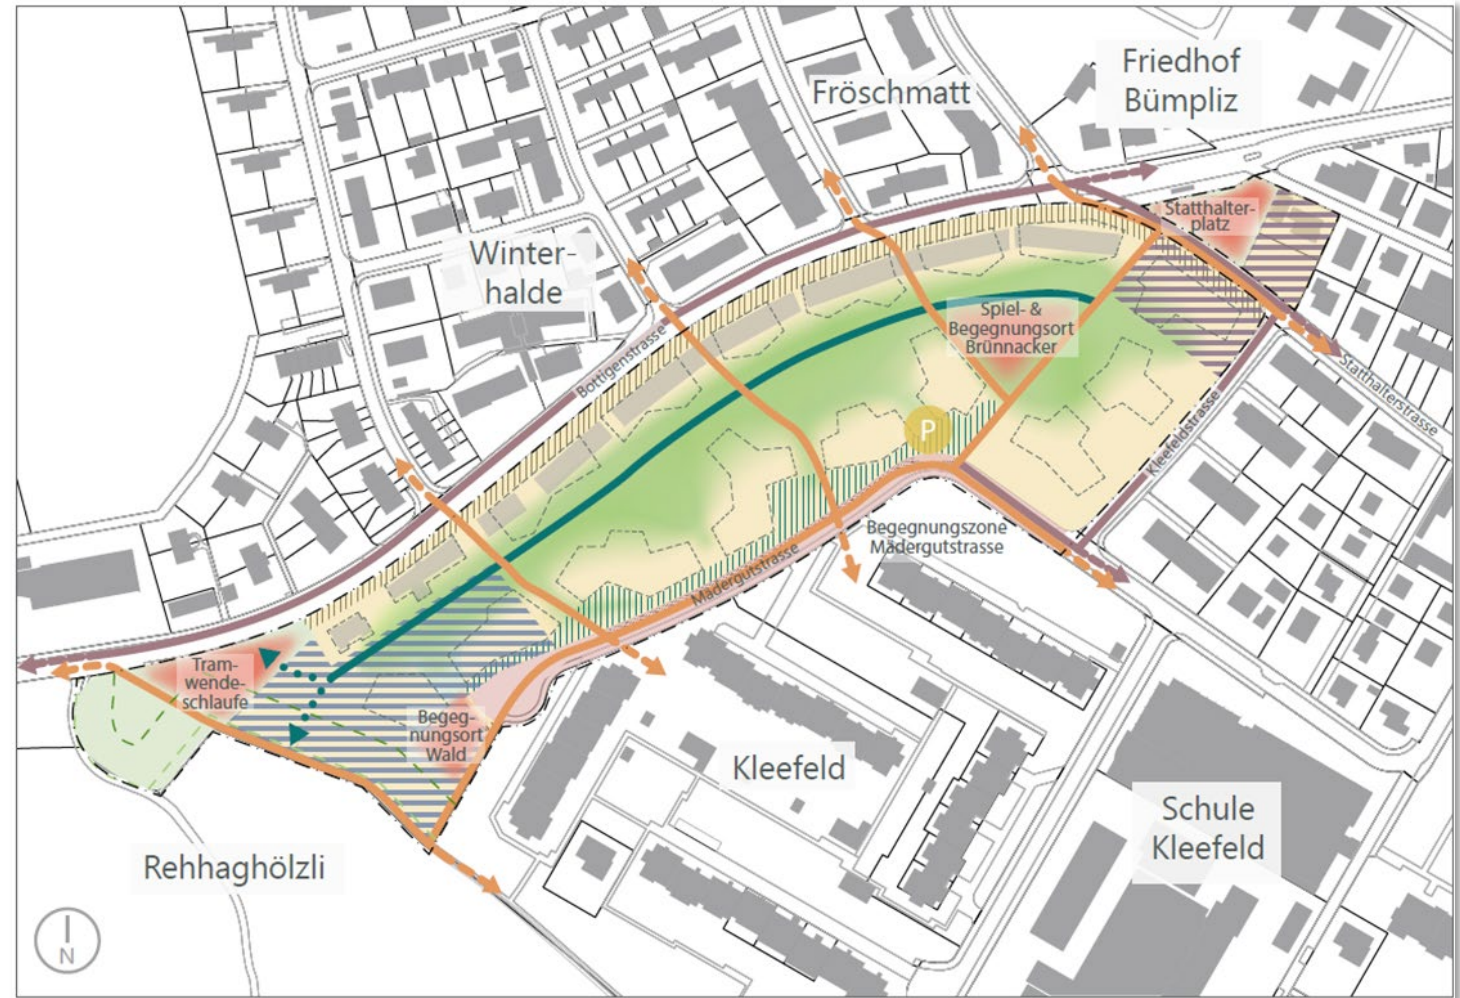 Friedhof
Bümpliz
Fröschmatt
Statthalter-
platz
Winter-
halde
Spiel- &
Begegnungsort
Brünnacker
Bottigenstrasse
Statthalterstrasse
Kleefeldstrasse
P
Begegnungszone
Mädergutstrasse
Mädergutstrasse
Tram-
wende-
schlaufe
Begeg-
nungsort
Wald
Kleefeld
Schule
Kleefeld
Rehhaghölzli
N